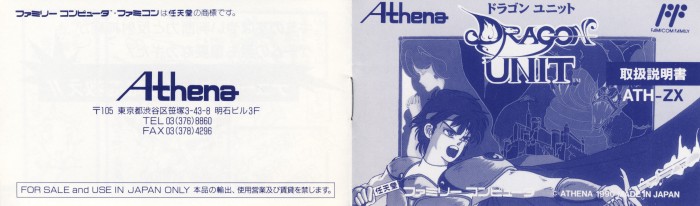 ファミリー コンピュータ・ファミコンは任天堂の商標です。
Athena
〒105 東京都渋谷区笹塚3-43-8 明石ビル3F
TEL 03(376)8860
FAX 03(378)4296
FOR SALE and USE IN JAPAN ONLY 本品の輸出、使用営業及び賃貸を禁じます。
Athena
ドラゴン ユニット
DRAGON
UNIT
TM
FF
FAMICOM FAMILY
取扱説明書
ATH-ZX
任天堂 ファミリー コンピュータ
© ATHENA 1990 MADE IN JAPAN